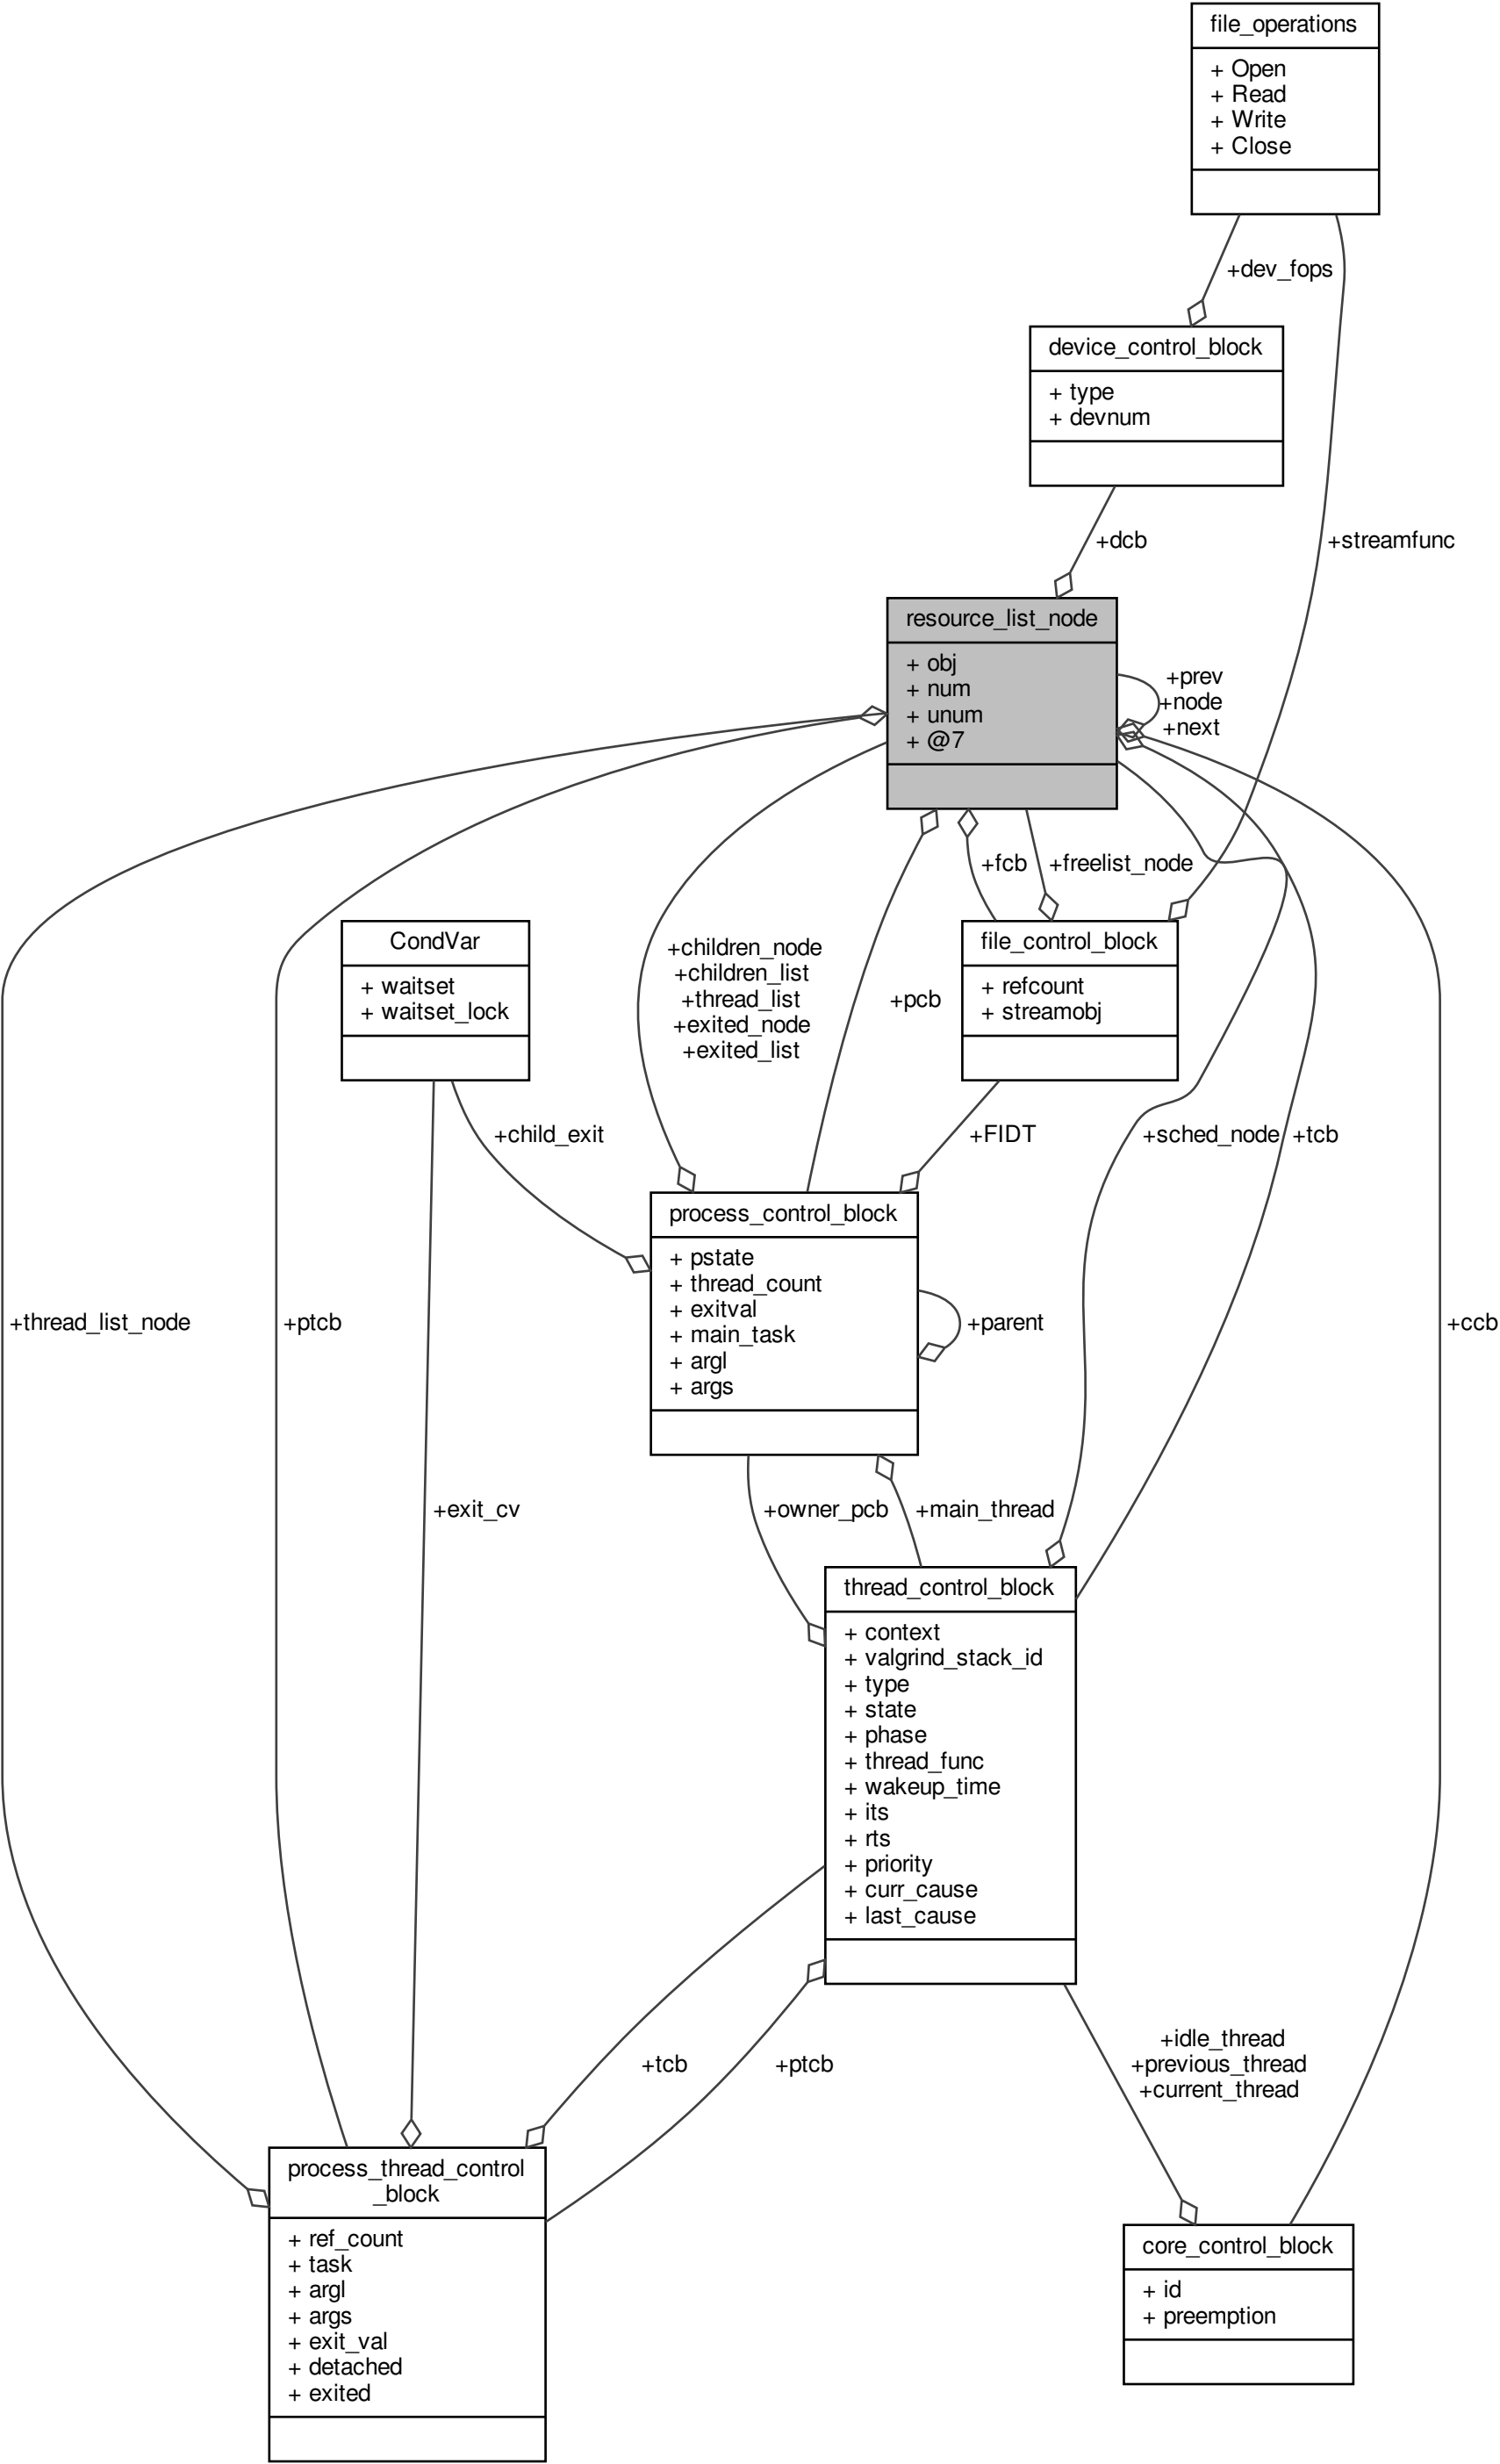 file_operations
+ Open
+ Read
+ Write
+ Close
+dev_fops
device_control_block
+ type
+ devnum
+dcb
+streamfunc
resource_list_node
+ obj
+ num
+ unum
+ @7
+prev
+node
+next
+fcb
+freelist_node
CondVar
+ waitset
+ waitset_lock
+children_node
+children_list
+thread_list
+exited_node
+exited_list
+pcb
file_control_block
+ refcount
+ streamobj
+child_exit
+FIDT
+sched_node
+tcb
process_control_block
+ pstate
+ thread_count
+ exitval
+ main_task
+ argl
+ args
+parent
+thread_list_node
+ptcb
+ccb
+exit_cv
+owner_pcb
+main_thread
thread_control_block
+ context
+ valgrind_stack_id
+ type
+ state
+ phase
+ thread_func
+ wakeup_time
+ its
+ rts
+ priority
+ curr_cause
+ last_cause
+tcb
+ptcb
+idle_thread
+previous_thread
+current_thread
process_thread_control
_block
+ ref_count
+ task
+ argl
+ args
+ exit_val
+ detached
+ exited
core_control_block
+ id
+ preemption